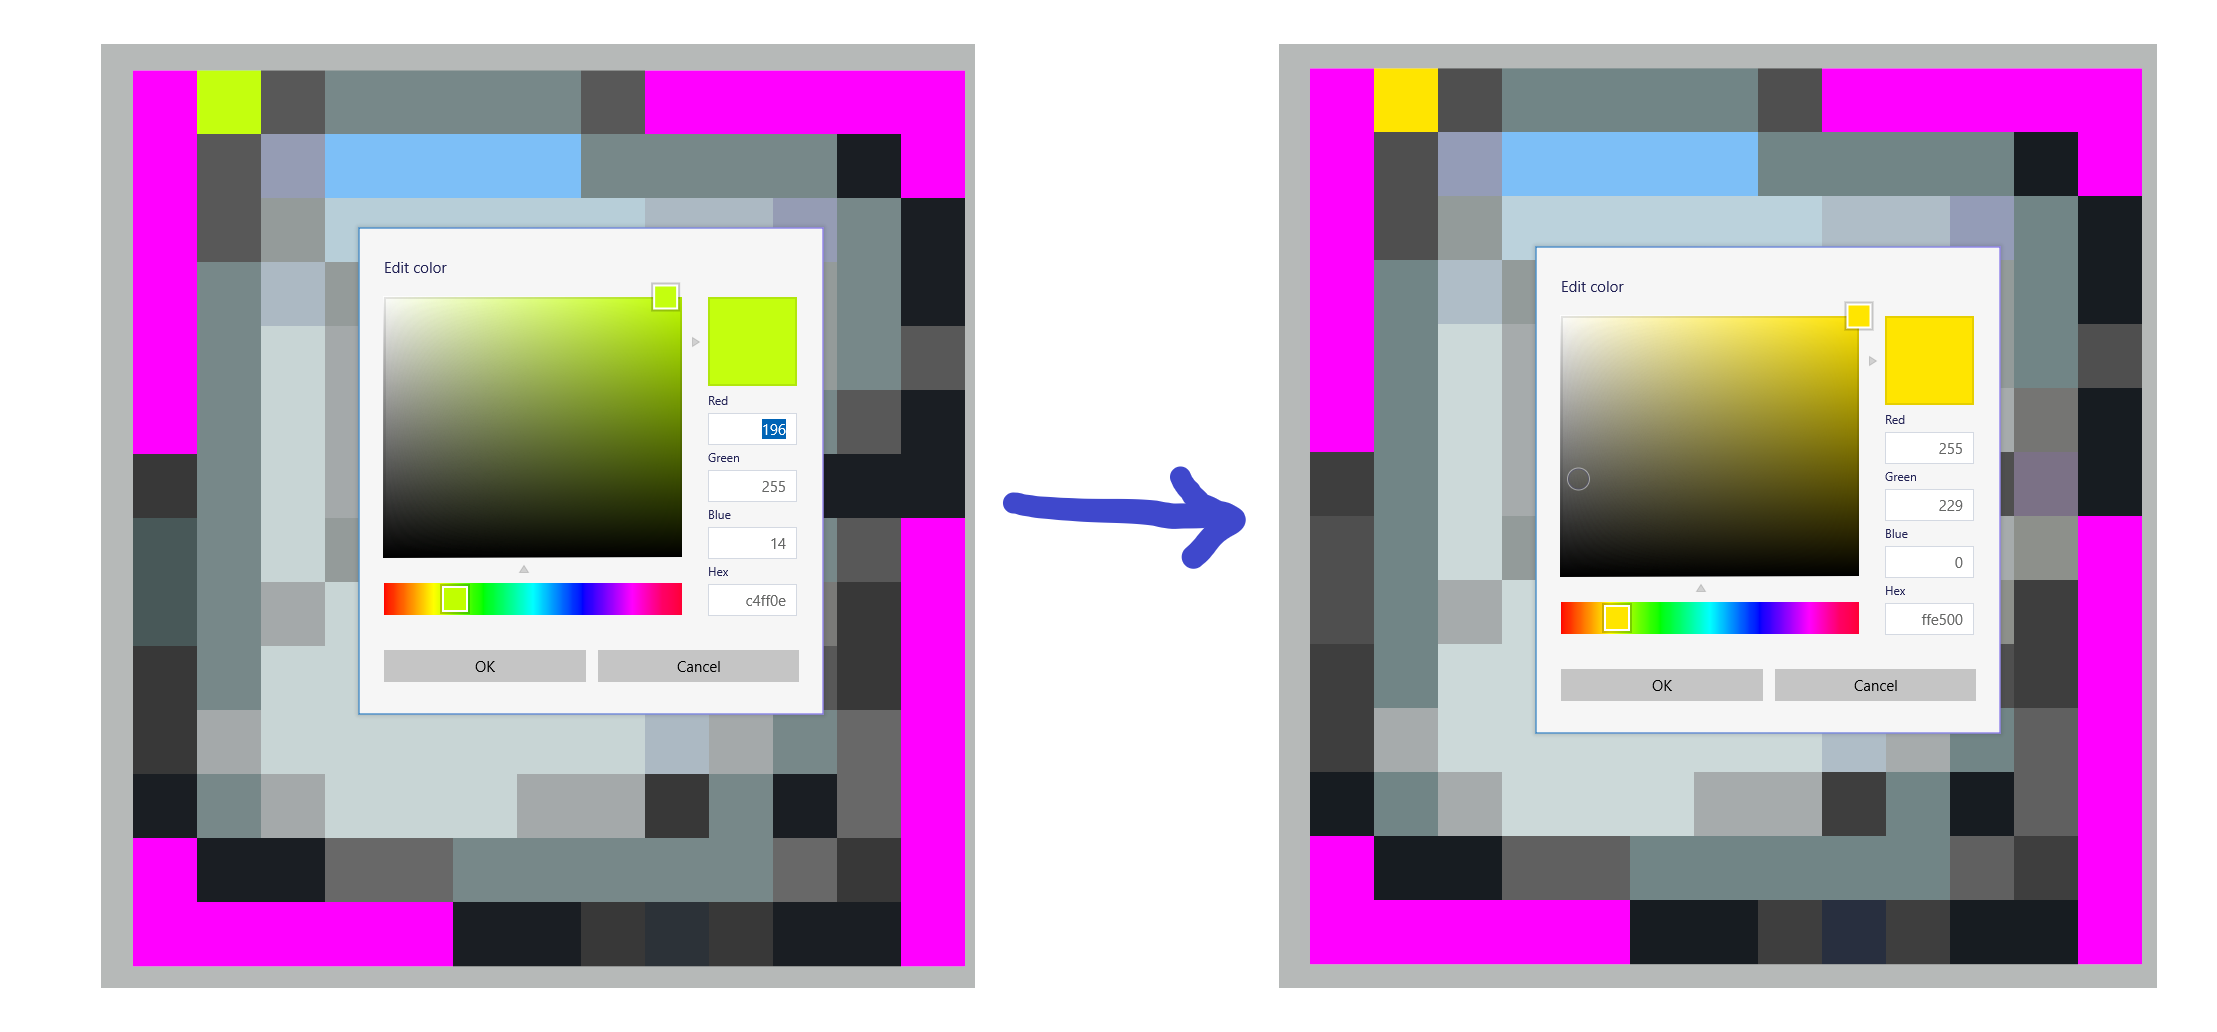 Edit color
Red
196
Green
255
Blue
14
Hex
c4ff0e
OK
Cancel
Edit color
Red
255
Green
229
Blue
0
Hex
ffe500
OK
Cancel